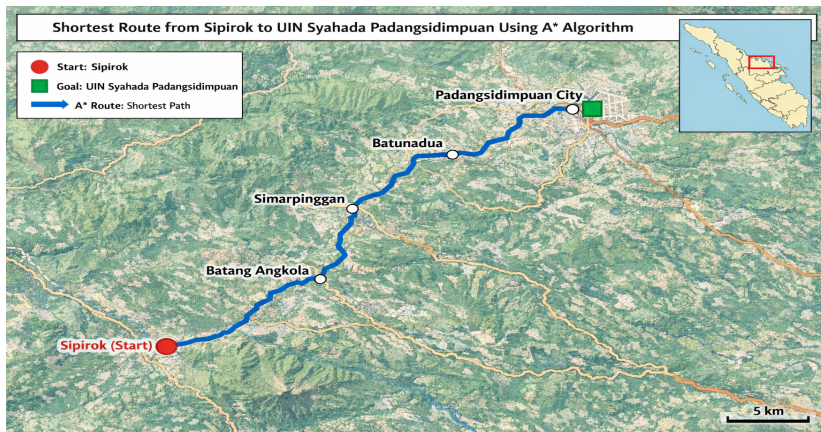 Shortest Route from Sipirok to UIN Syahada Padangsidimpuan Using A* Algorithm
Start: Sipirok
Goal: UIN Syahada Padangsidimpuan
A* Route: Shortest Path
Padangsidimpuan City
Batunadua
Simarpinggan
Batang Angkola
Sipirok (Start)
5 km